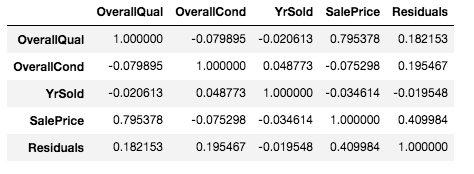 OverallQual OverallCond YrSold SalePrice Residuals
OverallQual 1.000000 -0.079895 -0.020613 0.795378 0.182153
OverallCond -0.079895 1.000000 0.048773 -0.075298 0.195467
YrSold -0.020613 0.048773 1.000000 -0.034614 -0.019548
SalePrice 0.795378 -0.075298 -0.034614 1.000000 0.409984
Residuals 0.182153 0.195467 -0.019548 0.409984 1.000000